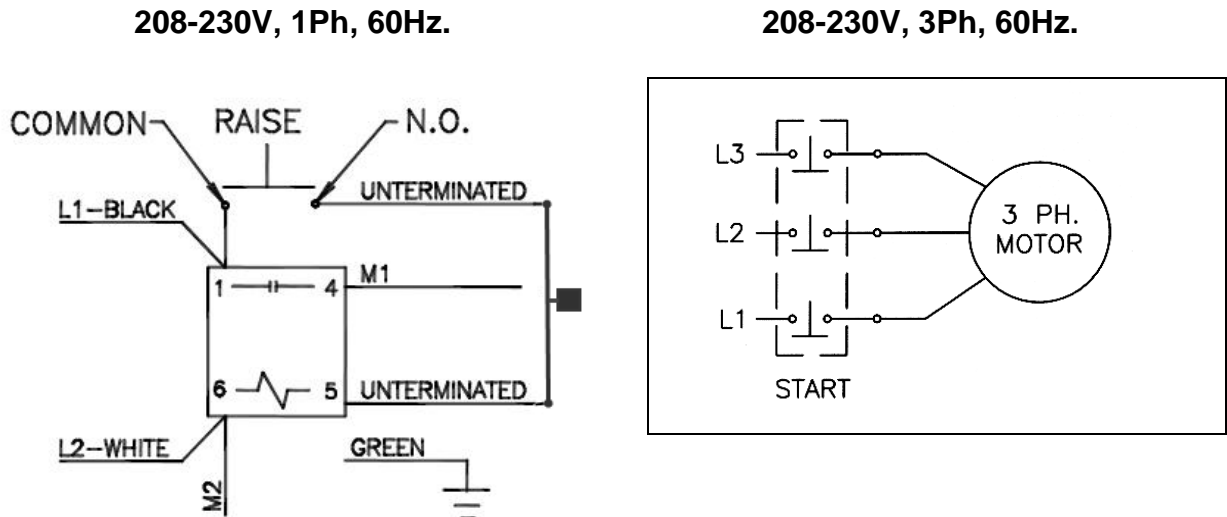 208-230V, 1Ph, 60Hz.
COMMON
RAISE
N.O.
UNTERMINATED
L1-BLACK
M1
1
4
6
5
UNTERMINATED
L2-WHITE
GREEN
M2
208-230V, 3Ph, 60Hz.
L3
L2
L1
3 PH.
MOTOR
START